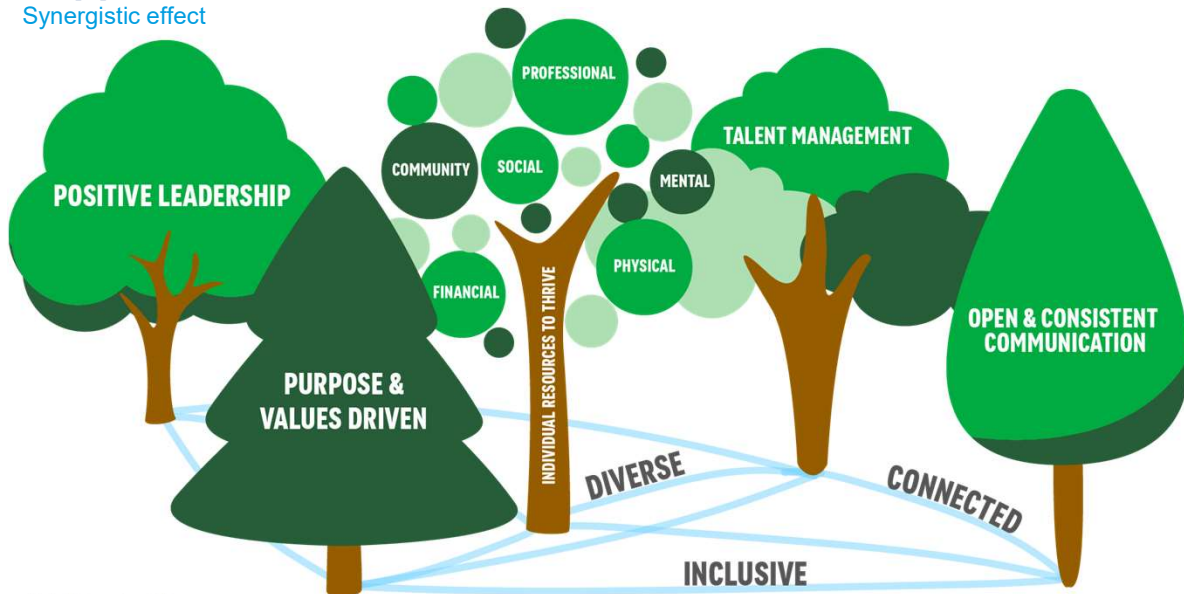 Synergistic effect
PROFESSIONAL
COMMUNITY
SOCIAL
MENTAL
TALENT MANAGEMENT
POSITIVE LEADERSHIP
PHYSICAL
FINANCIAL
INDIVIDUAL RESOURCES TO THRIVE
OPEN & CONSISTENT
COMMUNICATION
PURPOSE &
VALUES DRIVEN
DIVERSE
CONNECTED
INCLUSIVE